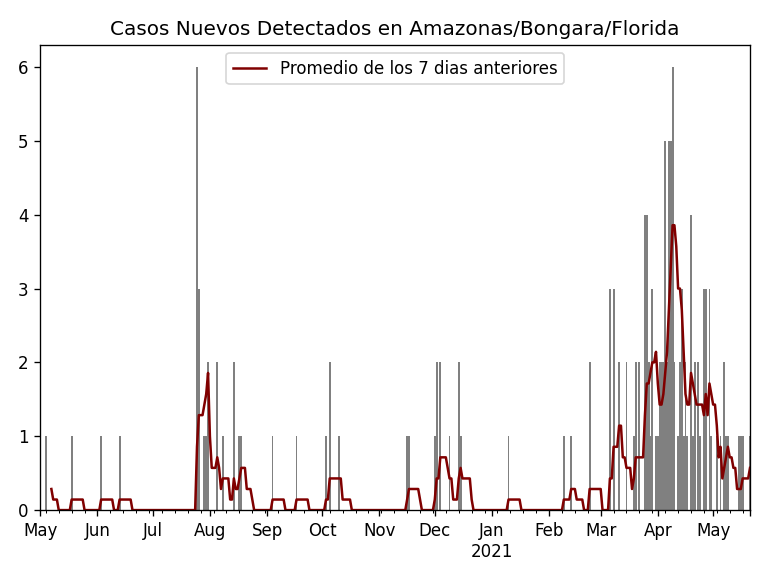 Casos Nuevos Detectados en Amazonas/Bongara/Florida
Promedio de los 7 dias anteriores
6
5
4
3
2
1
0
May Jun Jul Aug Sep Oct Nov Dec Jan Feb Mar Apr May
2021